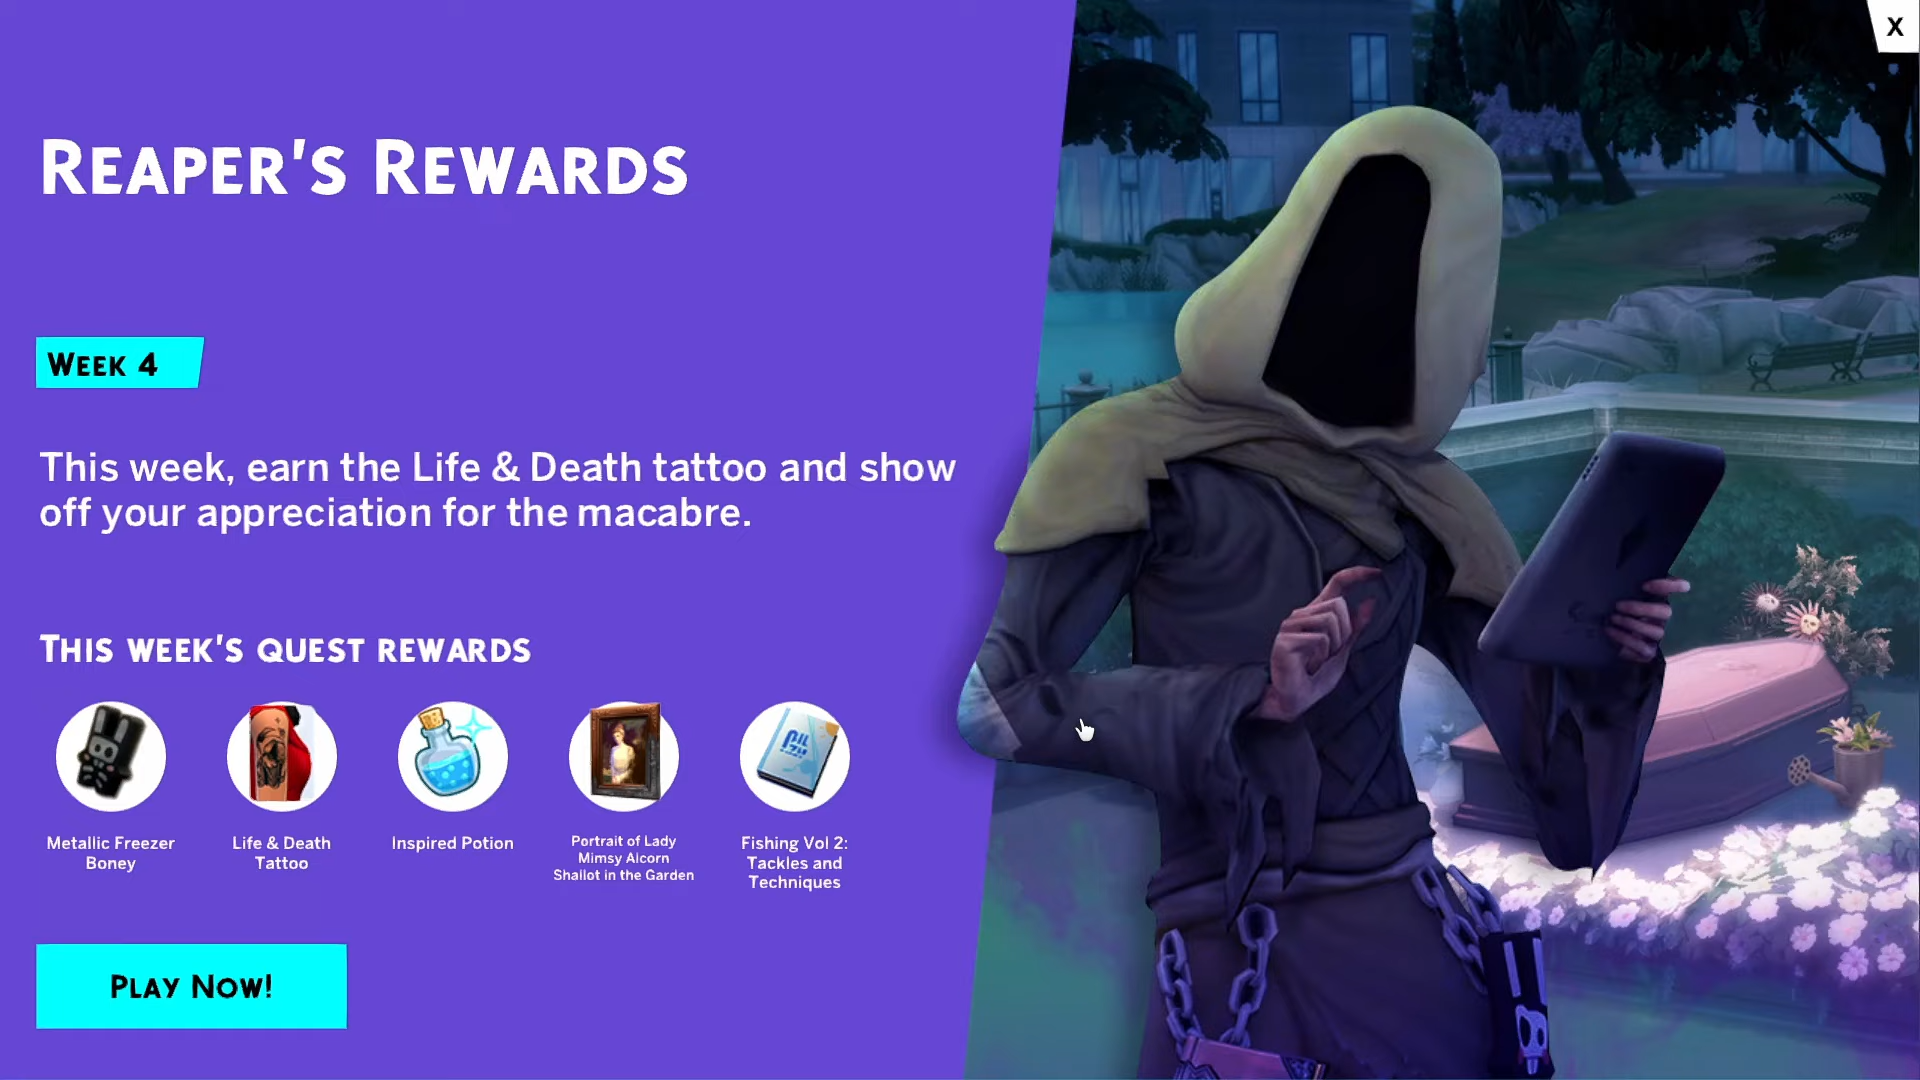 X
REAPER'S REWARDS
WEEK 4
This week, earn the Life & Death tattoo and show
off your appreciation for the macabre.
THIS WEEK'S QUEST REWARDS
Metallic Freezer
Boney
Life & Death
Tattoo
Inspired Potion
Portrait of Lady
Mimsy Alcorn
Shallot in the Garden
Fishing Vol 2:
Tackles and
Techniques
PLAY NOW!